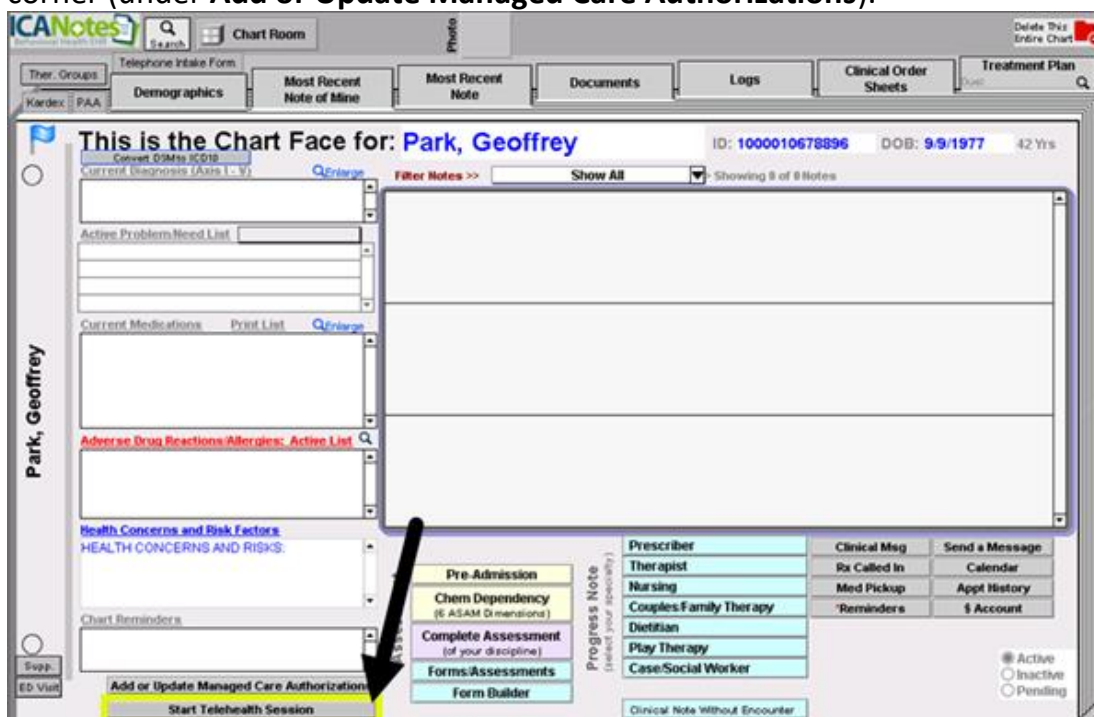 corner (under Add or Update Managed Care Authorizations).
ICANotes
Behavioral Health EHR
Search
Chart Room
Photo
Delete This
Entire Chart
Ther. Groups
Telephone Intake Form
Kardex
PAA
Demographics
Most Recent
Note of Mine
Most Recent
Note
Documents
Logs
Clinical Order
Sheets
Treatment Plan
Due:
This is the Chart Face for: Park, Geoffrey
ID: 1000010678896
DOB: 9/9/1977
42 Yrs
Convert DSM to ICD10
Current Diagnosis (Axis I - V)
Enlarge
Filter Notes >>
Show All
Showing 0 of 0 Notes
Active Problem/Need List
Current Medications
Print List
Enlarge
Park, Geoffrey
Adverse Drug Reactions/Allergies: Active List
Health Concerns and Risk Factors
HEALTH CONCERNS AND RISKS:
Chart Reminders
Supp.
ED Visit
Add or Update Managed Care Authorizations
Start Telehealth Session
Pre-Admission
Chem Dependency
(6 ASAM Dimensions)
Complete Assessment
(of your discipline)
Forms/Assessments
Form Builder
Progress Note
(select your specialty)
Prescriber
Therapist
Nursing
Couples/Family Therapy
Dietitian
Play Therapy
Case/Social Worker
Clinical Note Without Encounter
Clinical Msg
Send a Message
Rx Called In
Calendar
Med Pickup
Appt History
*Reminders
$ Account
Active
Inactive
Pending